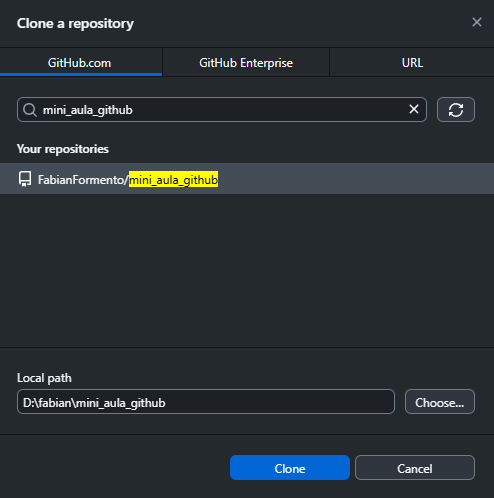 Clone a repository
GitHub.com GitHub Enterprise URL
mini_aula_github
Your repositories
FabianFormento/mini_aula_github
Local path
D:\fabian\mini_aula_github Choose...
Clone Cancel